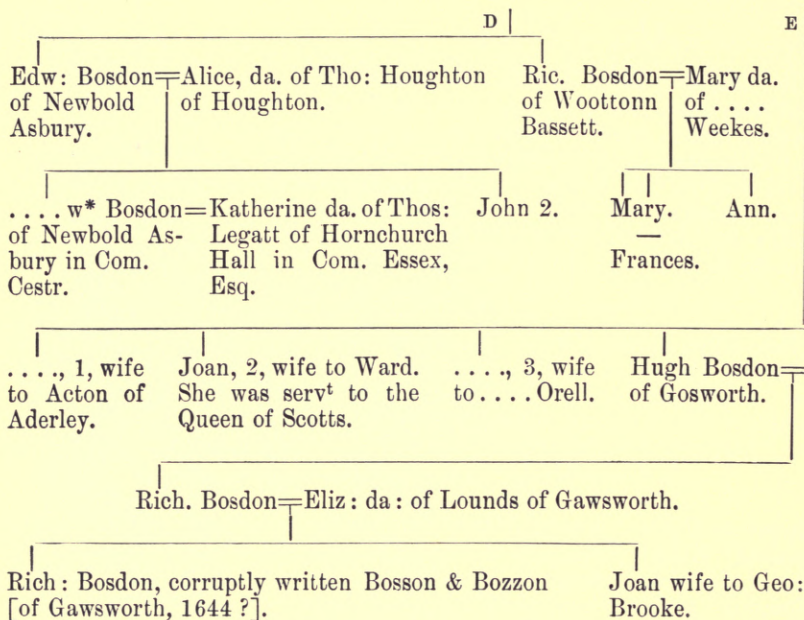 D E
Edw: Bosdon=Alice, da. of Tho: Houghton
of Newbold of Houghton.
Asbury.
Ric. Bosdon=Mary da.
of Woottonn of . . . .
Bassett. Weekes.
. . . . w* Bosdon=Katherine da. of Thos:
of Newbold As- Legatt of Hornchurch
bury in Com. Hall in Com. Essex,
Cestr. Esq.
John 2.
Mary.
—
Frances.
Ann.
. . . ., 1, wife
to Acton of
Aderley.
Joan, 2, wife to Ward.
She was servᵗ to the
Queen of Scotts.
. . . ., 3, wife
to . . . . Orell.
Hugh Bosdon=
of Gosworth.
Rich. Bosdon=Eliz: da: of Lounds of Gawsworth.
Rich: Bosdon, corruptly written Bosson & Bozzon
[of Gawsworth, 1644 ?].
Joan wife to Geo:
Brooke.